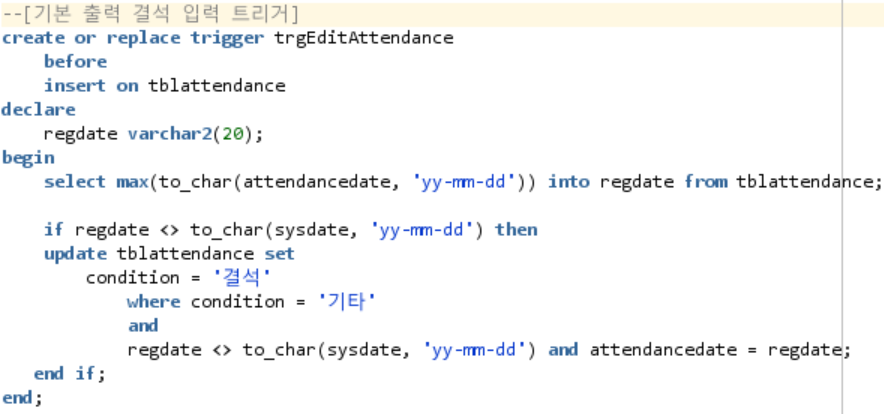 --[기본 출력 결석 입력 트리거]
create or replace trigger trgEditAttendance
before
insert on tblattendance
declare
regdate varchar2(20);
begin
select max(to_char(attendancedate, 'yy-mm-dd')) into regdate from tblattendance;
if regdate <> to_char(sysdate, 'yy-mm-dd') then
update tblattendance set
condition = '결석'
where condition = '기타'
and
regdate <> to_char(sysdate, 'yy-mm-dd') and attendancedate = regdate;
end if;
end;